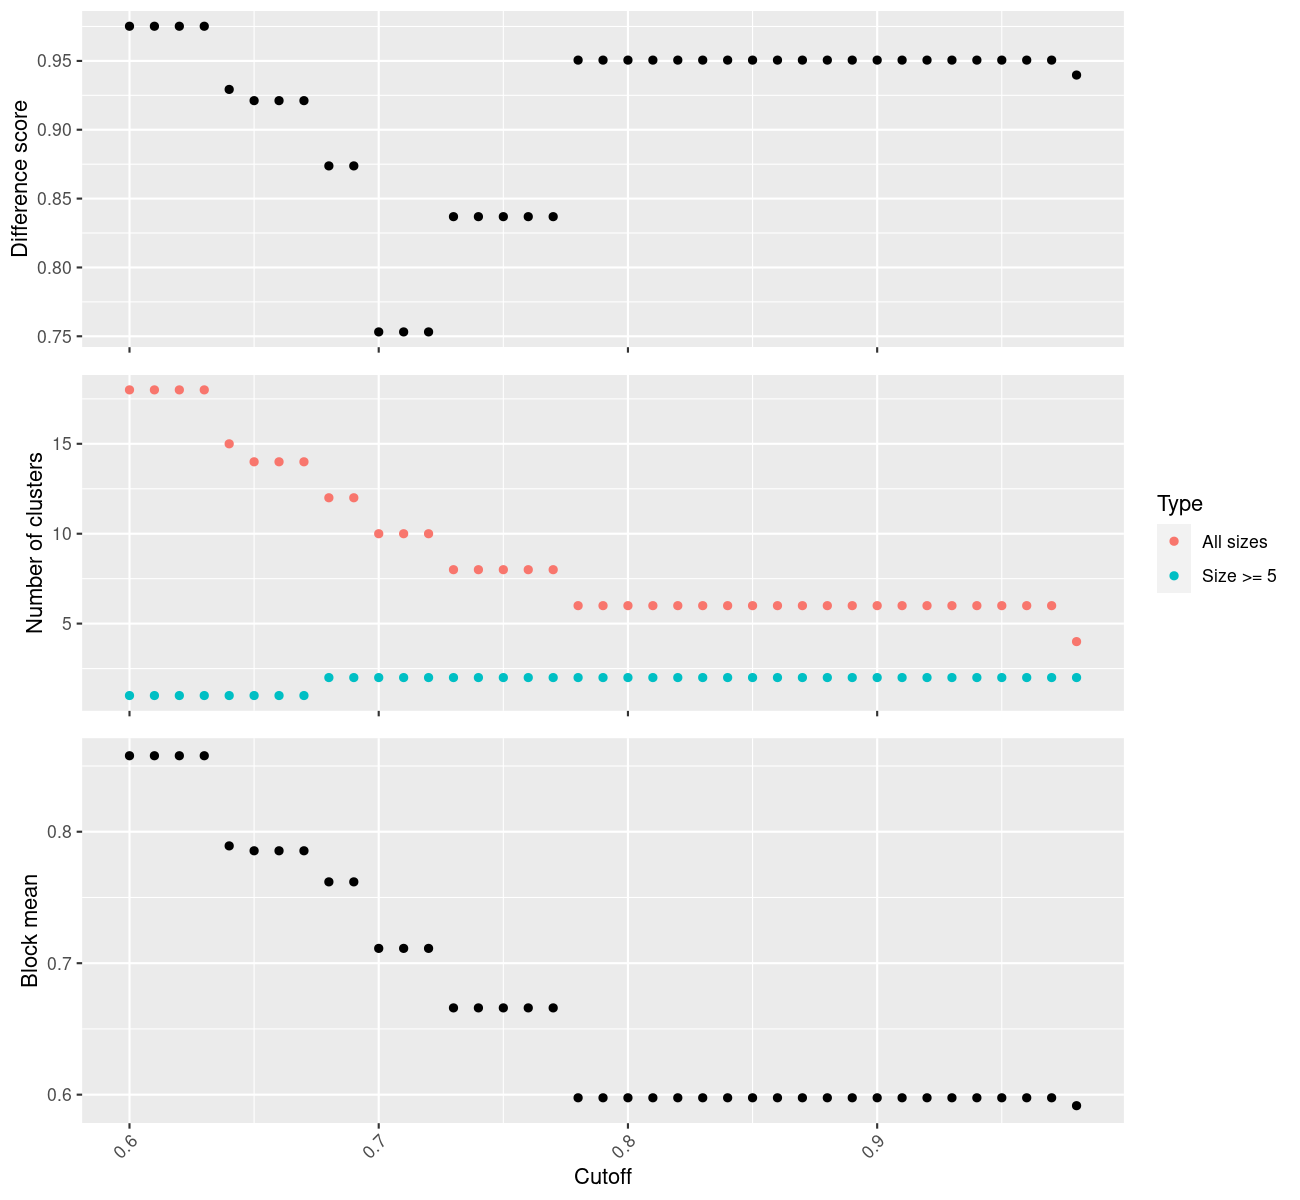 Difference score
0.95
0.90
0.85
0.80
0.75
Number of clusters
15
10
5
Type
All sizes
Size >= 5
Block mean
0.8
0.7
0.6
0.6
0.7
0.8
0.9
Cutoff